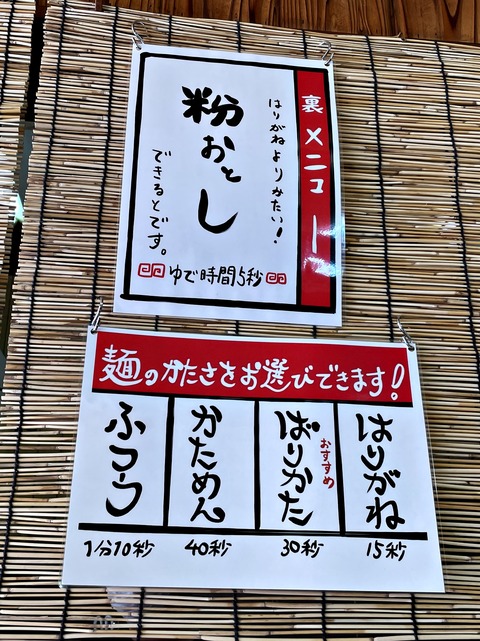 裏メニュー
はりがねよりかたい!
粉おとし
できるとです。
ゆで時間5秒
麺のかたさをお選びできます!
はりがね
15秒
おすすめ
ばりかた
30秒
かためん
40秒
ふつう
1分10秒